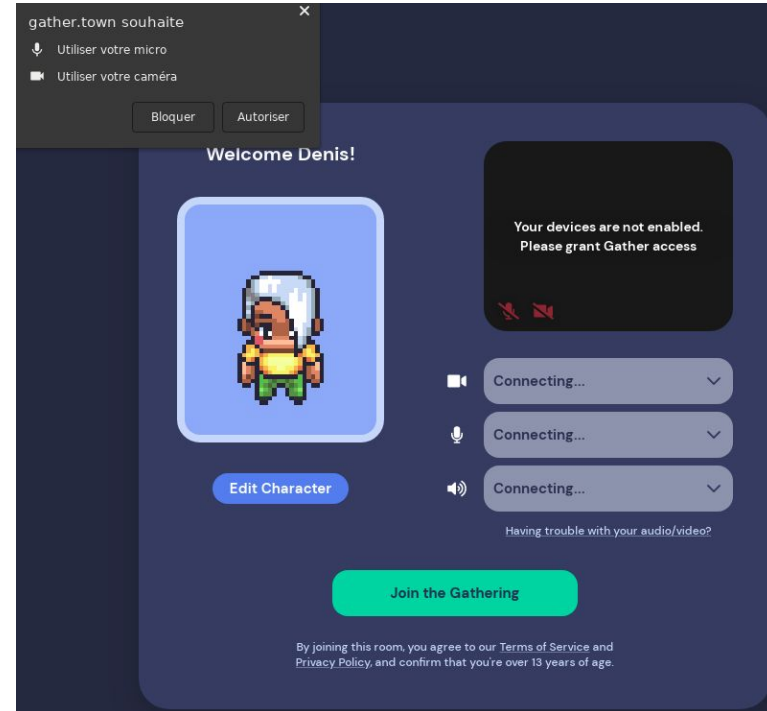 gather.town souhaite
Utiliser votre micro
Utiliser votre caméra
Bloquer
Autoriser
Welcome Denis!
Your devices are not enabled.
Please grant Gather access
Connecting...
Connecting...
Edit Character
Connecting...
Having trouble with your audio/video?
Join the Gathering
By joining this room, you agree to our Terms of Service and
Privacy Policy, and confirm that you're over 13 years of age.